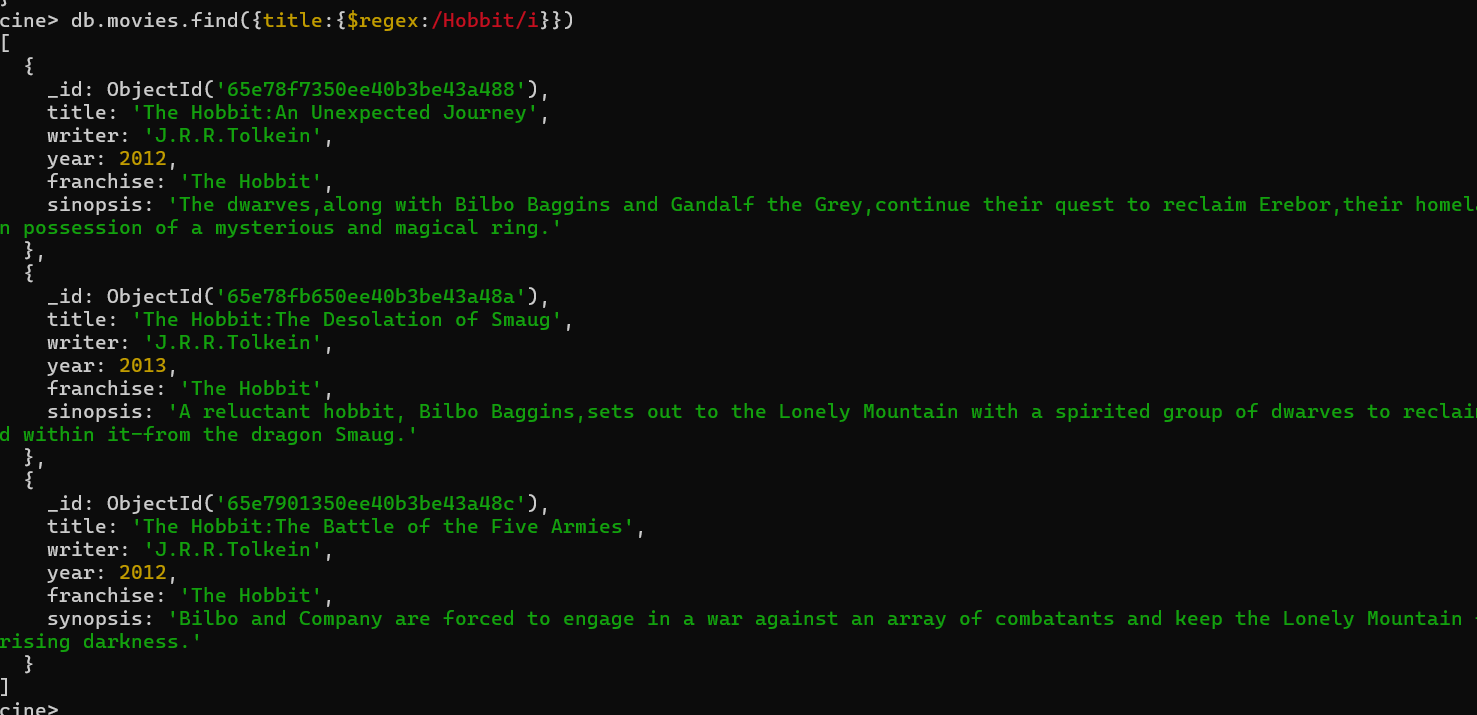 }
cine> db.movies.find({title:{$regex:/Hobbit/i}})
[
  {
    _id: ObjectId('65e78f7350ee40b3be43a488'),
    title: 'The Hobbit:An Unexpected Journey',
    writer: 'J.R.R.Tolkein',
    year: 2012,
    franchise: 'The Hobbit',
    sinopsis: 'The dwarves,along with Bilbo Baggins and Gandalf the Grey,continue their quest to reclaim Erebor,their homel
n possession of a mysterious and magical ring.'
  },
  {
    _id: ObjectId('65e78fb650ee40b3be43a48a'),
    title: 'The Hobbit:The Desolation of Smaug',
    writer: 'J.R.R.Tolkein',
    year: 2013,
    franchise: 'The Hobbit',
    sinopsis: 'A reluctant hobbit, Bilbo Baggins,sets out to the Lonely Mountain with a spirited group of dwarves to reclai
d within it—from the dragon Smaug.'
  },
  {
    _id: ObjectId('65e7901350ee40b3be43a48c'),
    title: 'The Hobbit:The Battle of the Five Armies',
    writer: 'J.R.R.Tolkein',
    year: 2012,
    franchise: 'The Hobbit',
    synopsis: 'Bilbo and Company are forced to engage in a war against an array of combatants and keep the Lonely Mountain
rising darkness.'
  }
]
cine>